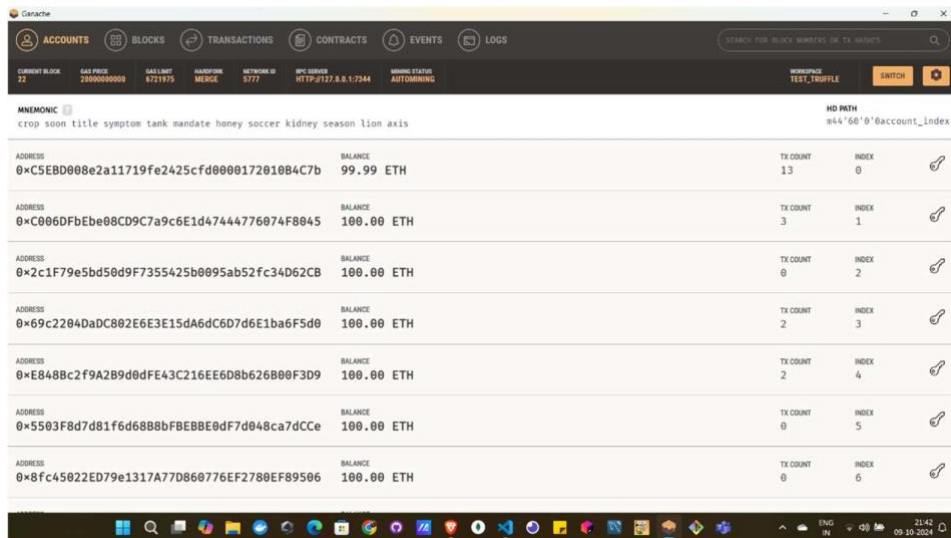 Ganache
ACCOUNTS BLOCKS TRANSACTIONS CONTRACTS EVENTS LOGS SEARCH FOR BLOCK NUMBERS OR TX HASHES
CURRENT BLOCK GAS PRICE GAS LIMIT HARDFORK NETWORK ID RPC SERVER MINING STATUS WORKSPACE
22 20000000000 6721975 MERGE 5777 HTTP://127.0.0.1:7344 AUTOMINING TEST_TRUFFLE SWITCH
MNEMONIC ? HD PATH
crop soon title symptom tank mandate honey soccer kidney season lion axis m44'60'0'0account_index
ADDRESS BALANCE TX COUNT INDEX
0×C5EBD008e2a11719fe2425cfd0000172010B4C7b 99.99 ETH 13 0
ADDRESS BALANCE TX COUNT INDEX
0×C006DFbEbe08CD9C7a9c6E1d47444776074F8045 100.00 ETH 3 1
ADDRESS BALANCE TX COUNT INDEX
0×2c1F79e5bd50d9F7355425b0095ab52fc34D62CB 100.00 ETH 0 2
ADDRESS BALANCE TX COUNT INDEX
0×69c2204DaDC802E6E3E15dA6dC6D7d6E1ba6F5d0 100.00 ETH 2 3
ADDRESS BALANCE TX COUNT INDEX
0×E848Bc2f9A2B9d0dFE43C216EE6D8b626B00F3D9 100.00 ETH 2 4
ADDRESS BALANCE TX COUNT INDEX
0×5503F8d7d81f6d68B8bFBEBBE0dF7d048ca7dCCe 100.00 ETH 0 5
ADDRESS BALANCE TX COUNT INDEX
0×8fc45022ED79e1317A77D860776EF2780EF89506 100.00 ETH 0 6
ENG 21:42
IN 09-10-2024